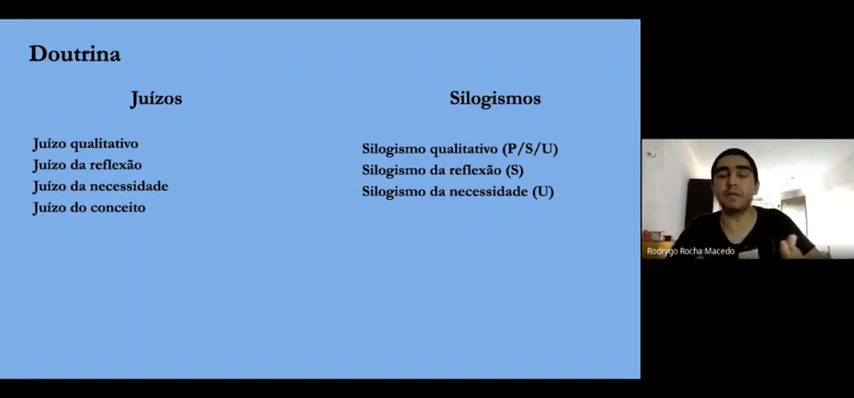 Doutrina
Juízos
Juízo qualitativo
Juízo da reflexão
Juízo da necessidade
Juízo do conceito
Silogismos
Silogismo qualitativo (P/S/U)
Silogismo da reflexão (S)
Silogismo da necessidade (U)
Rodrygo Rocha Macedo